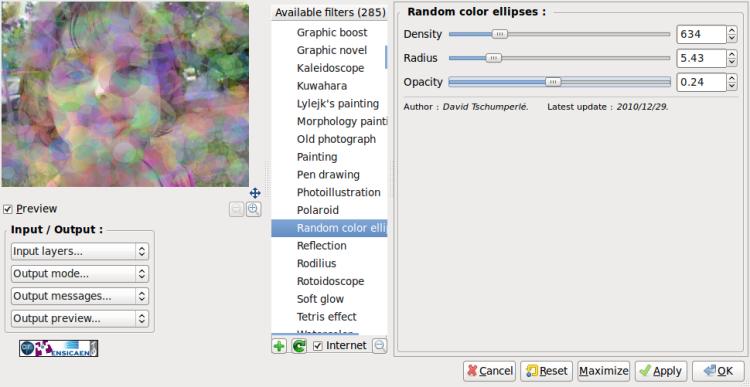 Preview
Input / Output :
Input layers...
Output mode...
Output messages...
Output preview...
ENSICAEN
Available filters (285)
Graphic boost
Graphic novel
Kaleidoscope
Kuwahara
Lylejk's painting
Morphology painti
Old photograph
Painting
Pen drawing
Photoillustration
Polaroid
Random color elli
Reflection
Rodilius
Rotoidoscope
Soft glow
Tetris effect
Internet
Random color ellipses :
Density 634
Radius 5.43
Opacity 0.24
Author : David Tschumperlé. Latest update : 2010/12/29.
Cancel Reset Maximize Apply OK